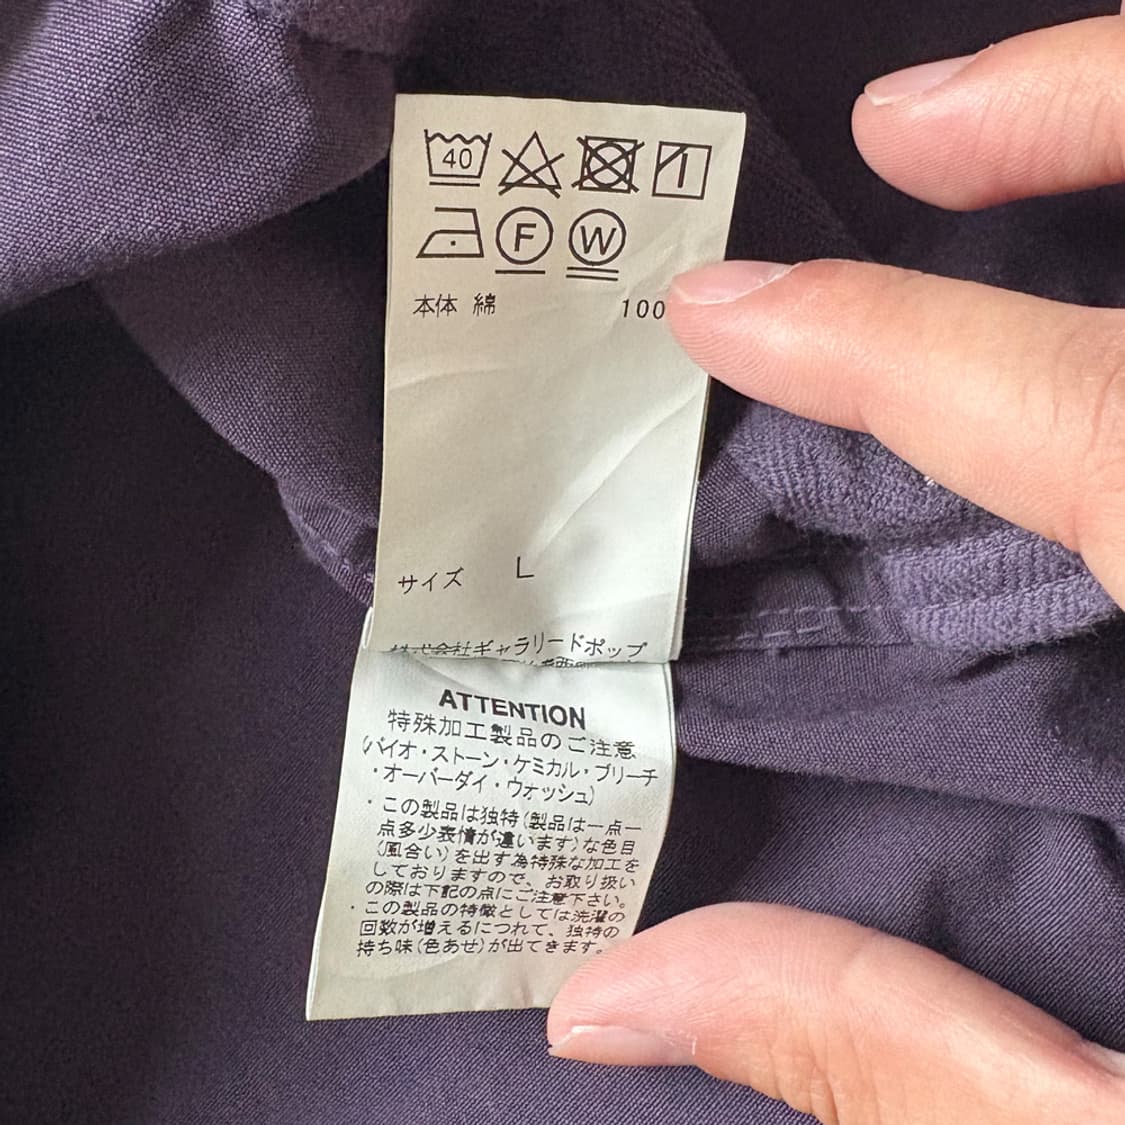 40
F W
本体 綿 100
サイズ L
株式会社ギャラリードポップ
ATTENTION
特殊加工製品のご注意
(バイオ・ストーン・ケミカル・ブリーチ
・オーバーダイ・ウォッシュ)
・この製品は独特(製品は一点一
点多少表情が違います)な色目
(風合い)を出す為特殊な加工を
しておりますので、お取り扱い
の際は下記の点にご注意下さい。
・この製品の特徴としては洗濯の
回数が増えるにつれて、独特の
持ち味(色あせ)が出てきます。